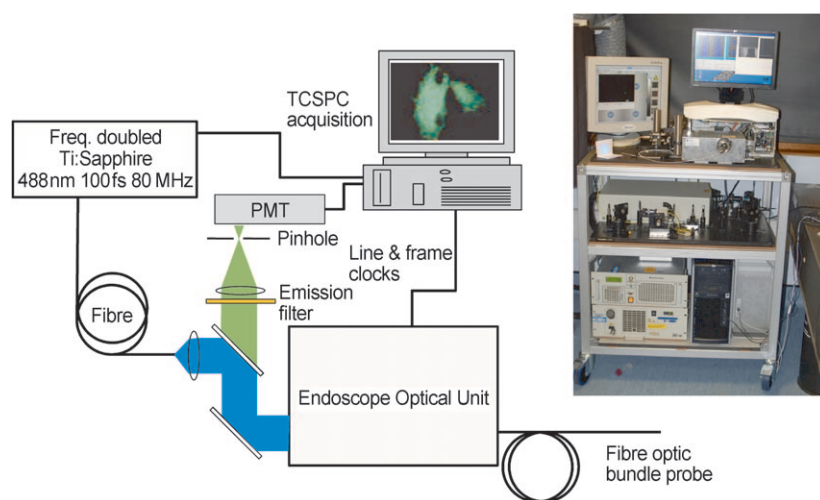 TCSPC
acquisition
Freq. doubled
Ti:Sapphire
488nm 100fs 80 MHz
PMT
Pinhole
Line & frame
clocks
Emission
filter
Fibre
Endoscope Optical Unit
Fibre optic
bundle probe